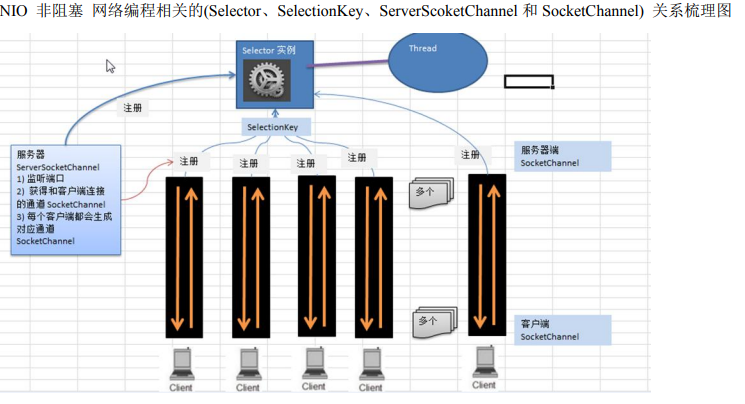 NIO 非阻塞 网络编程相关的(Selector、SelectionKey、ServerScoketChannel 和 SocketChannel) 关系梳理图
Selector 实例
Thread
注册
SelectionKey
服务器
ServerSocketChannel
1) 监听端口
2) 获得和客户端连接
的通道 SocketChannel
3) 每个客户端都会生成
对应通道
SocketChannel
注册
注册
注册
注册
注册
服务器端
SocketChannel
多个
多个
客户端
SocketChannel
Client
Client
Client
Client
Client